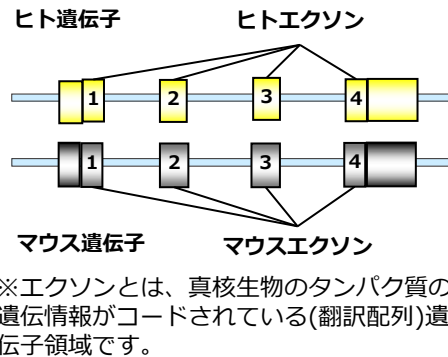 ヒト遺伝子 ヒトエクソン
1 2 3 4
1 2 3 4
マウス遺伝子 マウスエクソン
※エクソンとは、真核生物のタンパク質の
遺伝情報がコードされている(翻訳配列)遺
伝子領域です。